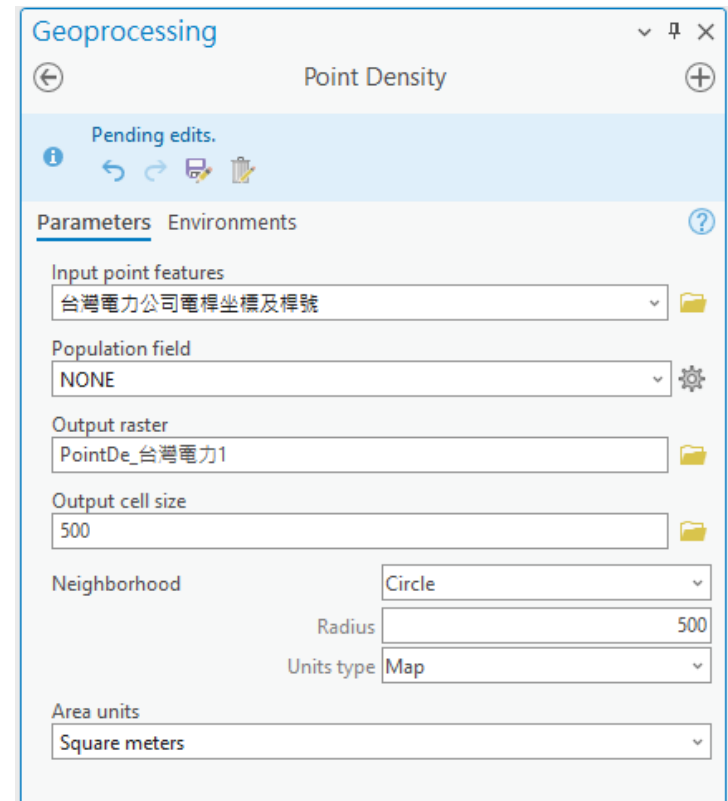 Geoprocessing
Point Density
Pending edits.
Parameters Environments
Input point features
台灣電力公司電桿坐標及桿號
Population field
NONE
Output raster
PointDe_台灣電力1
Output cell size
500
Neighborhood Circle
Radius 500
Units type Map
Area units
Square meters